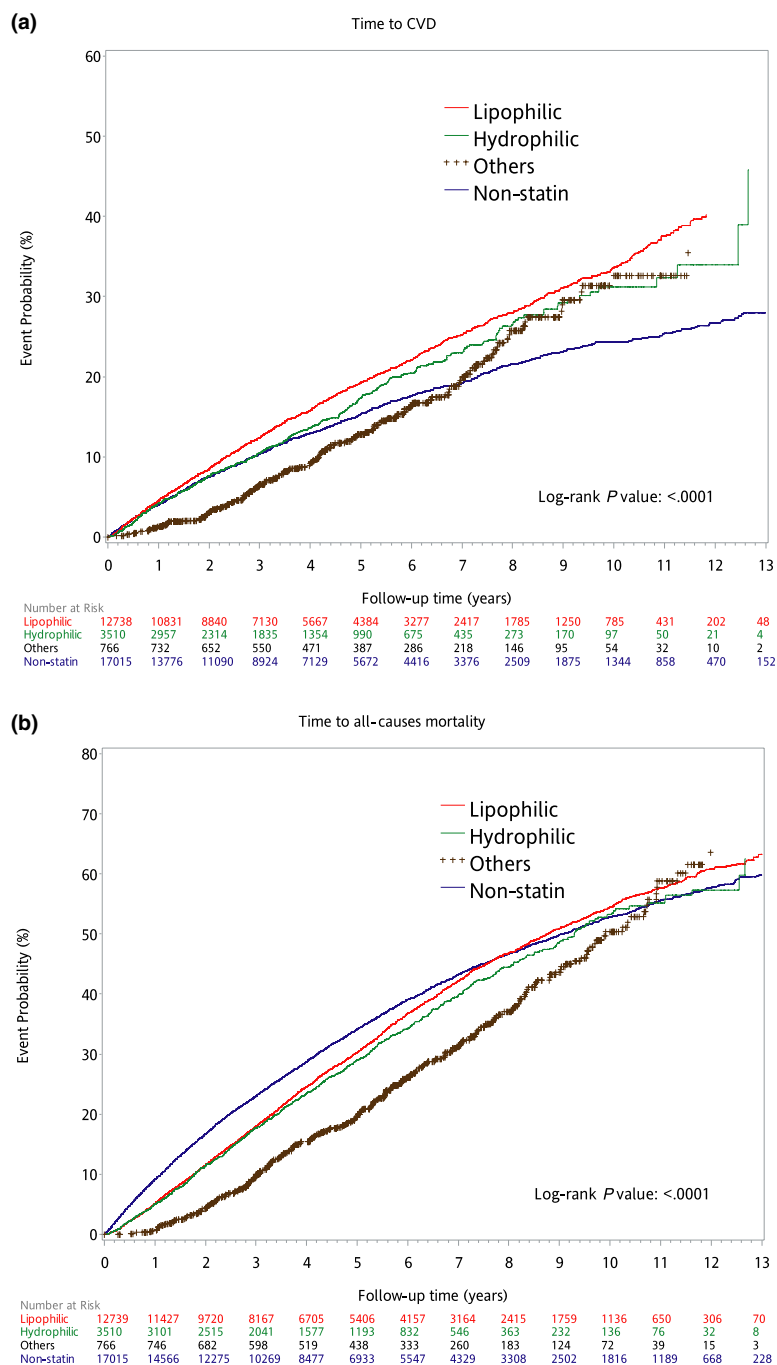 (a)
Time to CVD
60
50
40
30
20
10
0
Event Probability (%)
Lipophilic
Hydrophilic
+++ Others
Non-statin
Log-rank P value: <.0001
0 1 2 3 4 5 6 7 8 9 10 11 12 13
Follow-up time (years)
Number at Risk
Lipophilic 12738 10831 8840 7130 5667 4384 3277 2417 1785 1250 785 431 202 48
Hydrophilic 3510 2957 2314 1835 1354 990 675 435 273 170 97 50 21 4
Others 766 732 652 550 471 387 286 218 146 95 54 32 10 2
Non-statin 17015 13776 11090 8924 7129 5672 4416 3376 2509 1875 1344 858 470 152
(b)
Time to all-causes mortality
80
70
60
50
40
30
20
10
0
Event Probability (%)
Lipophilic
Hydrophilic
+++ Others
Non-statin
Log-rank P value: <.0001
0 1 2 3 4 5 6 7 8 9 10 11 12 13
Follow-up time (years)
Number at Risk
Lipophilic 12739 11427 9720 8167 6705 5406 4157 3164 2415 1759 1136 650 306 70
Hydrophilic 3510 3101 2515 2041 1577 1193 832 546 363 232 136 76 32 8
Others 766 746 682 598 519 438 333 260 183 124 72 39 15 3
Non-statin 17015 14566 12275 10269 8477 6933 5547 4329 3308 2502 1816 1189 668 228